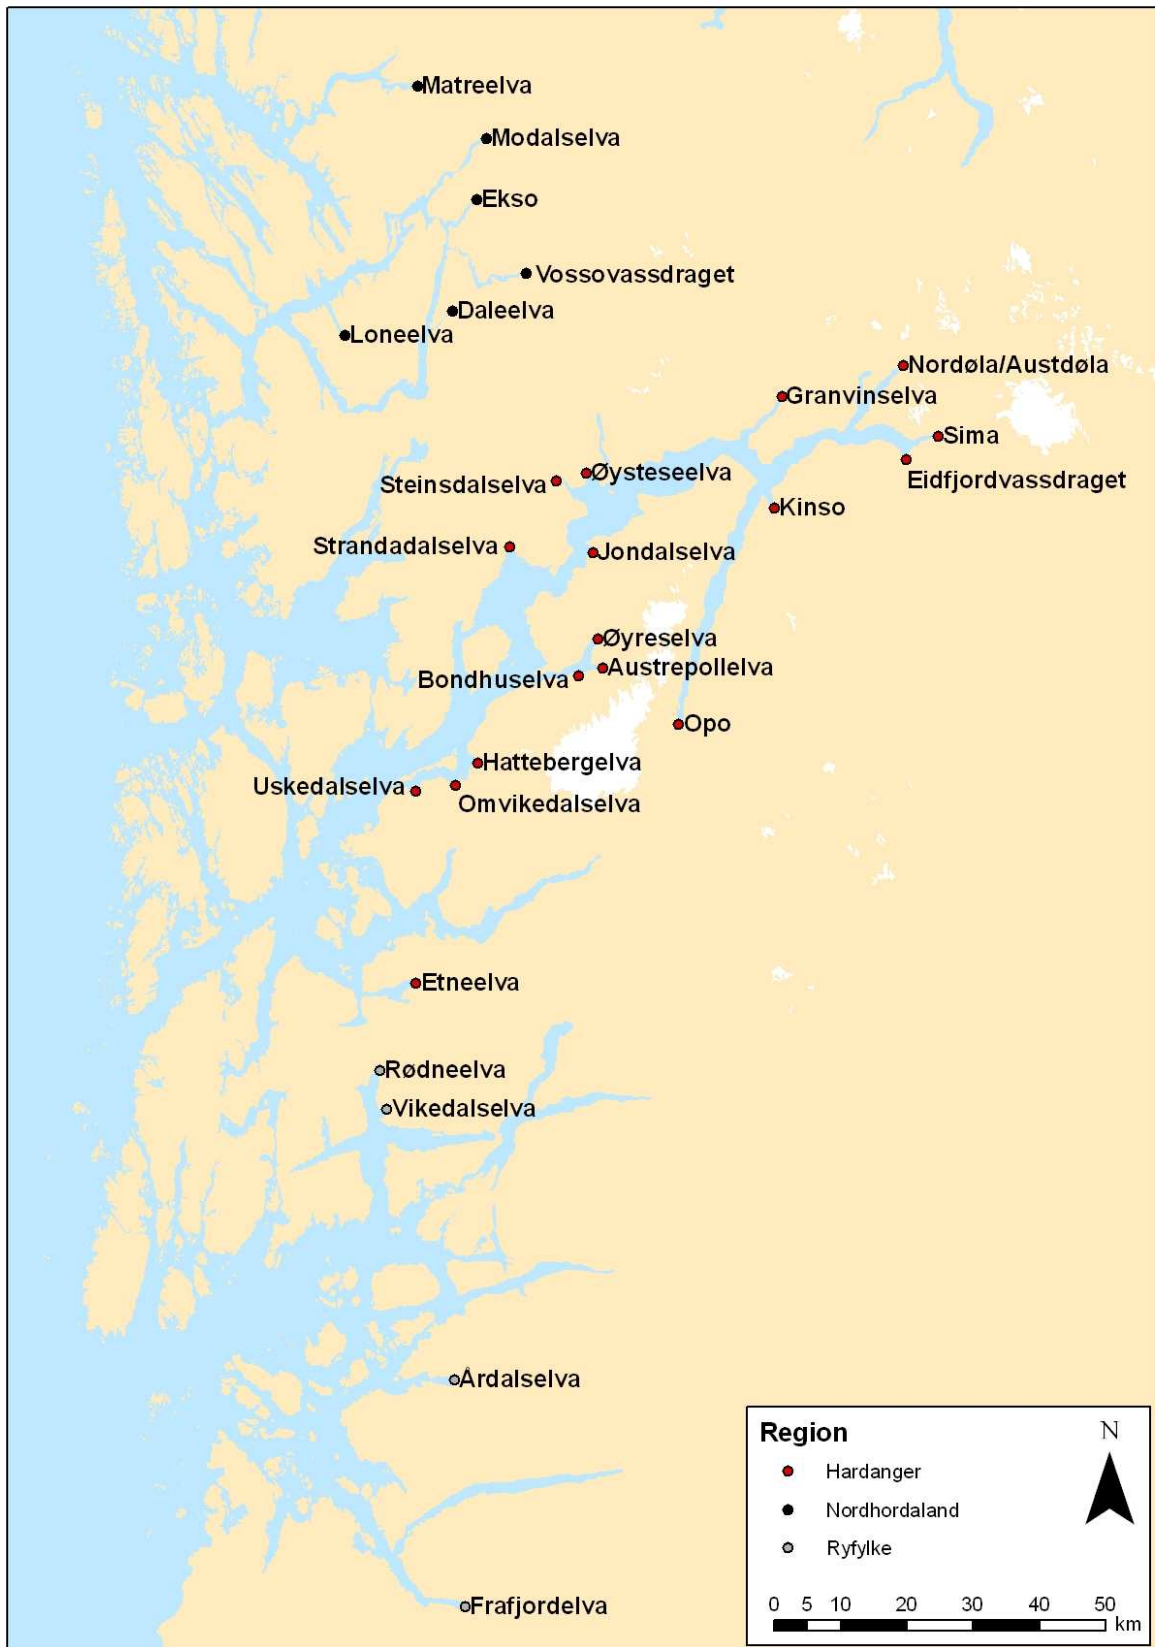 Matreelva
Modalselva
Ekso
Vossovassdraget
Daleelva
Loneelva
Nordøla/Austdøla
Granvinselva
Sima
Eidfjordvassdraget
Øysteseelva
Steinsdalselva
Kinso
Strandadalselva
Jondalselva
Øyreselva
Austrepollelva
Bondhuselva
Opo
Hattebergelva
Uskedalselva
Omvikedalselva
Etneelva
Rødneelva
Vikedalselva
Årdalselva
Frafjordelva
Region
N
Hardanger
Nordhordaland
Ryfylke
0 5 10 20 30 40 50
km